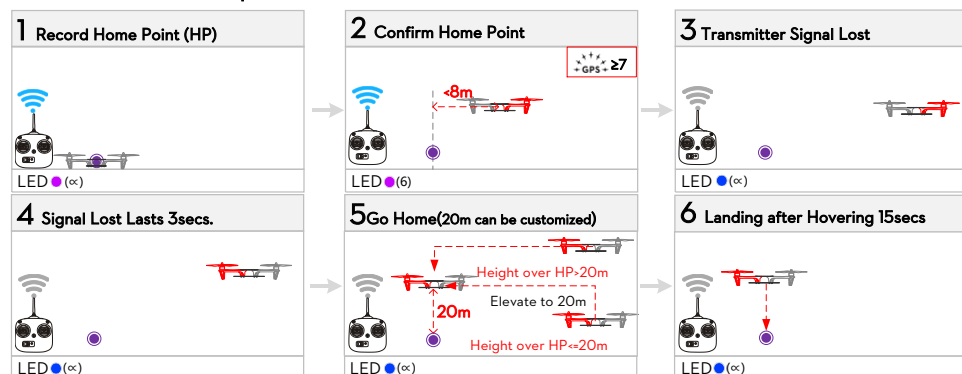 1 Record Home Point (HP)
LED (∝)
2 Confirm Home Point
GPS ≥7
<8m
LED (6)
3 Transmitter Signal Lost
LED (∝)
4 Signal Lost Lasts 3secs.
LED (∝)
5Go Home(20m can be customized)
Height over HP>20m
Elevate to 20m
20m
Height over HP<=20m
LED (∝)
6 Landing after Hovering 15secs
LED (∝)